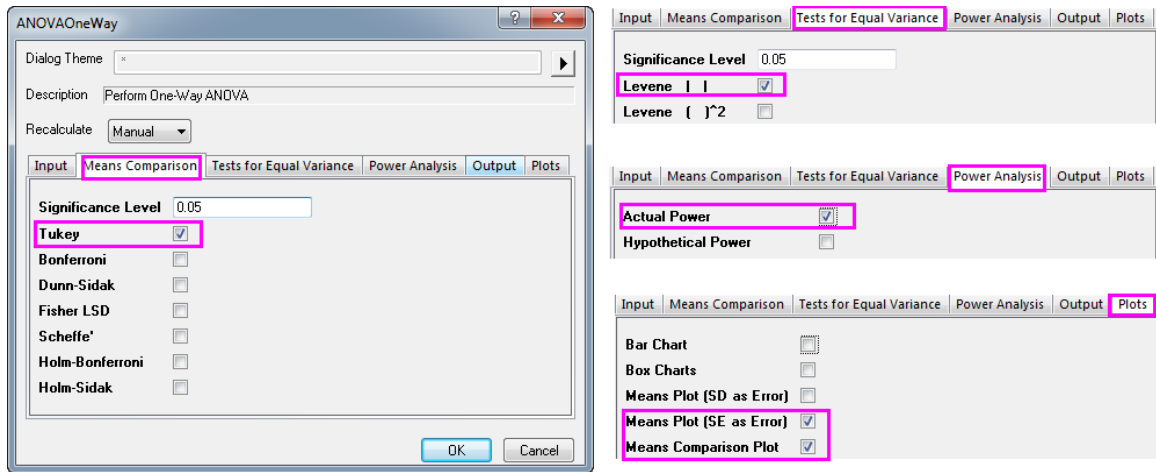 ANOVAOneWay
Dialog Theme *
Description Perform One-Way ANOVA
Recalculate Manual
Input Means Comparison Tests for Equal Variance Power Analysis Output Plots
Significance Level 0.05
Tukey
Bonferroni
Dunn-Sidak
Fisher LSD
Scheffe'
Holm-Bonferroni
Holm-Sidak
OK Cancel
Input Means Comparison Tests for Equal Variance Power Analysis Output Plots
Significance Level 0.05
Levene | |
Levene ( )^2
Input Means Comparison Tests for Equal Variance Power Analysis Output Plots
Actual Power
Hypothetical Power
Input Means Comparison Tests for Equal Variance Power Analysis Output Plots
Bar Chart
Box Charts
Means Plot (SD as Error)
Means Plot (SE as Error)
Means Comparison Plot